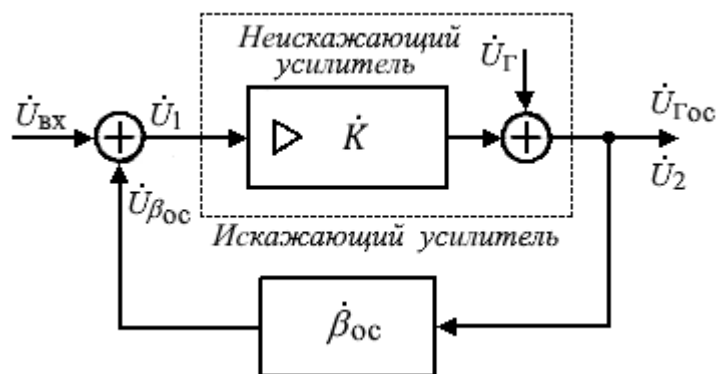 Неискажающий
усилитель
U̇Г
U̇вх
U̇1
K̇
U̇Гос
U̇2
U̇βос
Искажающий усилитель
β̇ос